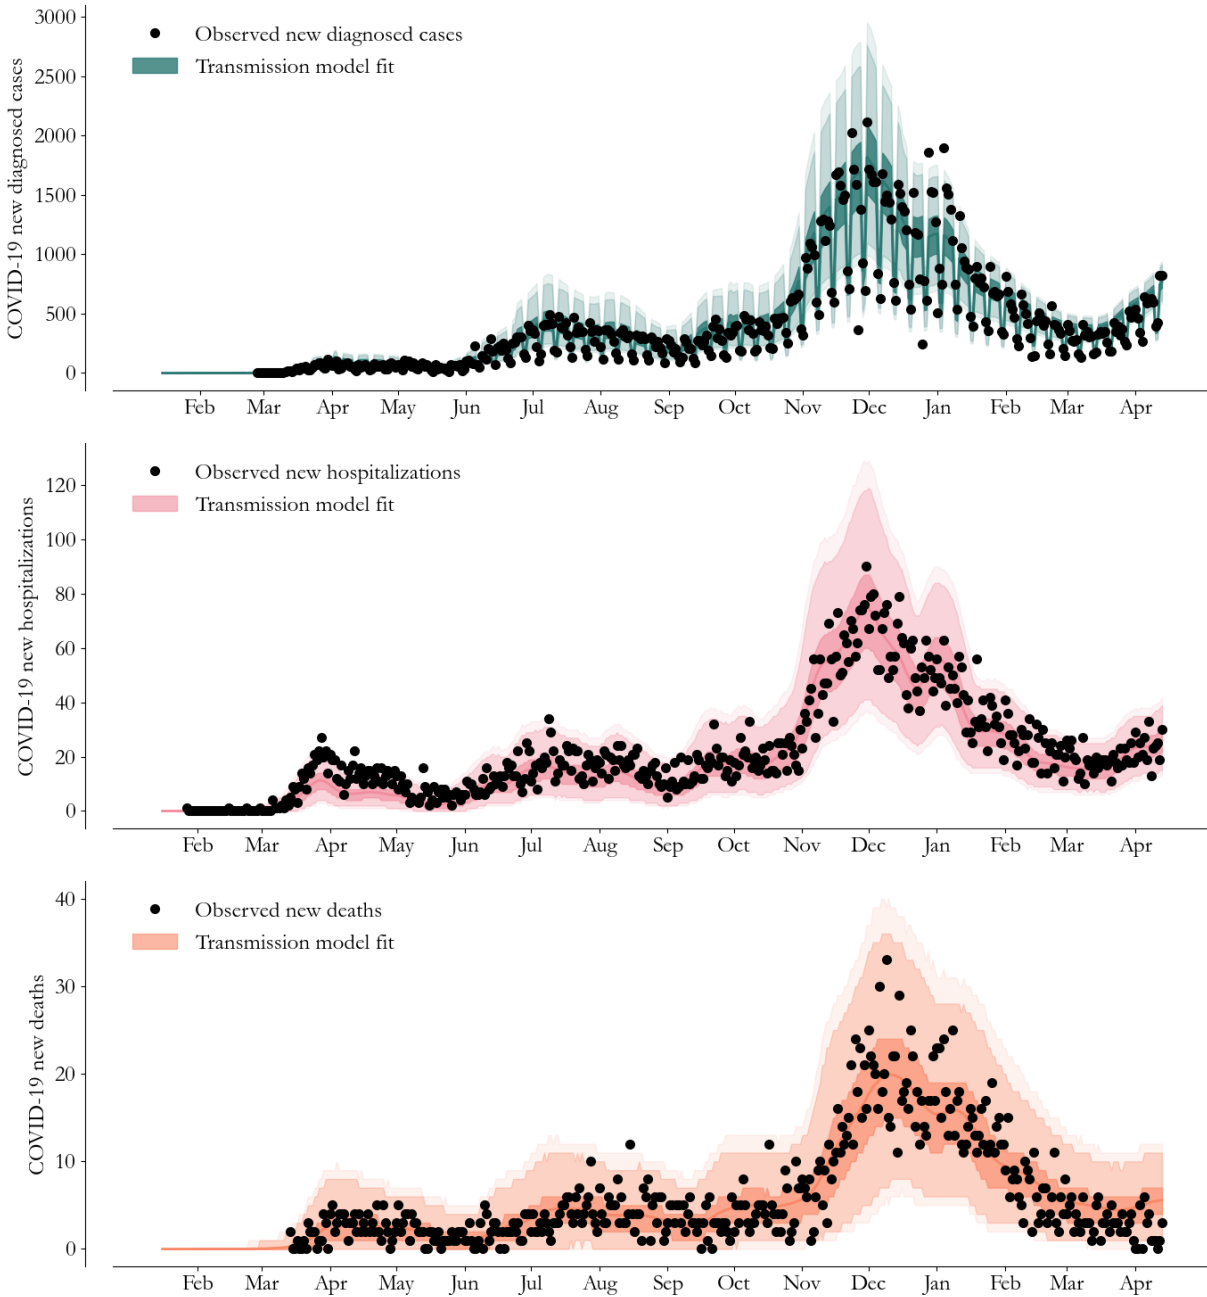 COVID-19 new diagnosed cases
3000
2500
2000
1500
1000
500
0
Observed new diagnosed cases
Transmission model fit
Feb Mar Apr May Jun Jul Aug Sep Oct Nov Dec Jan Feb Mar Apr
COVID-19 new hospitalizations
120
100
80
60
40
20
0
Observed new hospitalizations
Transmission model fit
Feb Mar Apr May Jun Jul Aug Sep Oct Nov Dec Jan Feb Mar Apr
COVID-19 new deaths
40
30
20
10
0
Observed new deaths
Transmission model fit
Feb Mar Apr May Jun Jul Aug Sep Oct Nov Dec Jan Feb Mar Apr